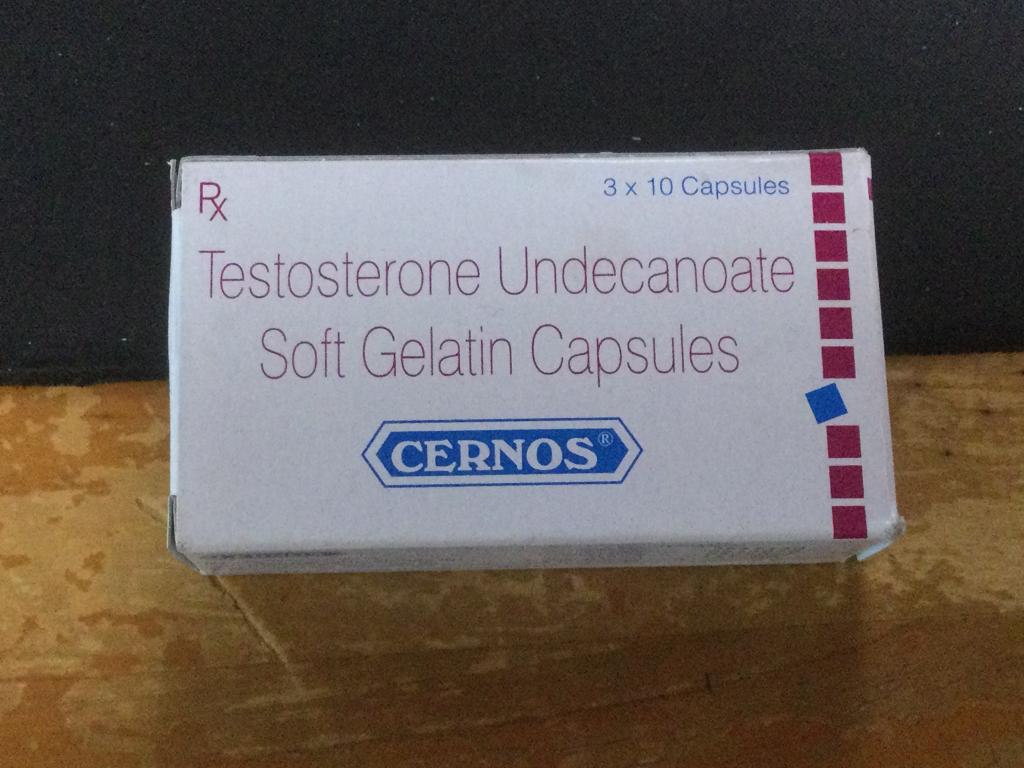 Rx
3 x 10 Capsules
Testosterone Undecanoate
Soft Gelatin Capsules
CERNOS®